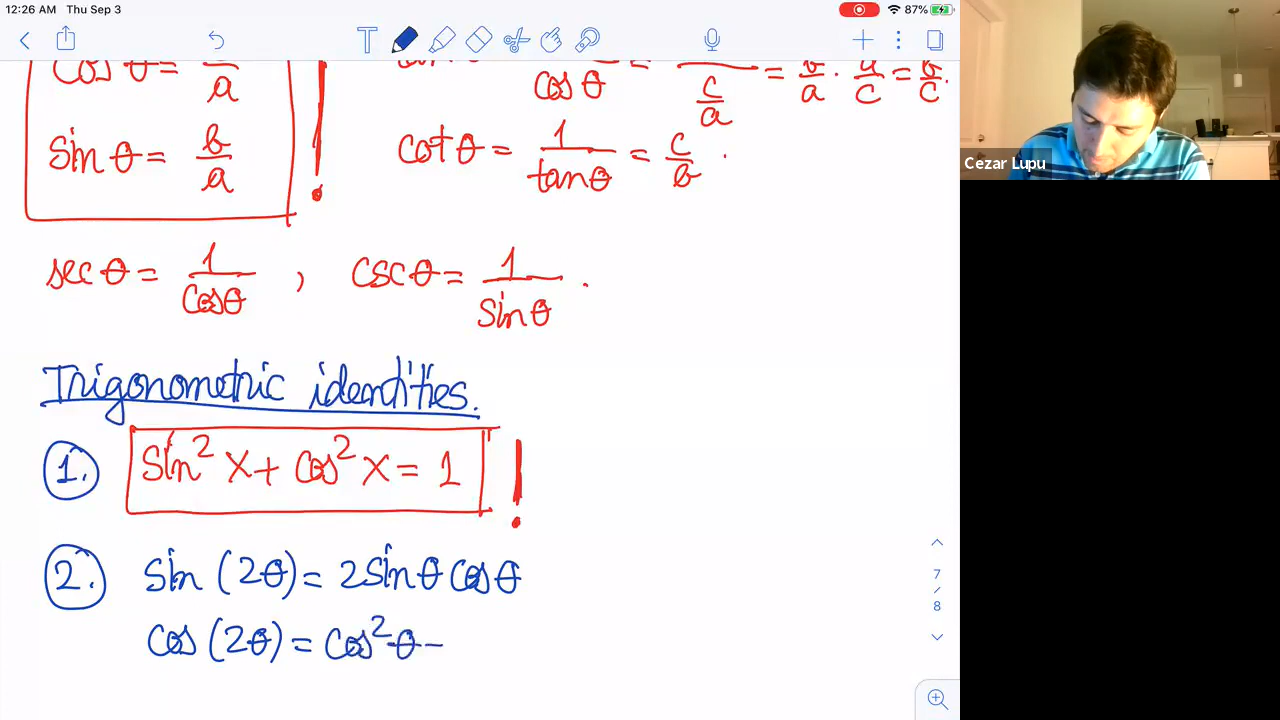 12:26 AM Thu Sep 3
87%
T
cos θ = /a
cos θ = c/a = b/a · a/c = b/c.
sin θ = b/a
cot θ = 1/tan θ = c/b .
sec θ = 1/cos θ , csc θ = 1/sin θ .
Trigonometric identities.
1. sin² x + cos² x = 1 !
2. sin (2θ) = 2 sin θ cos θ
cos (2θ) = cos² θ −
7/8
Cezar Lupu